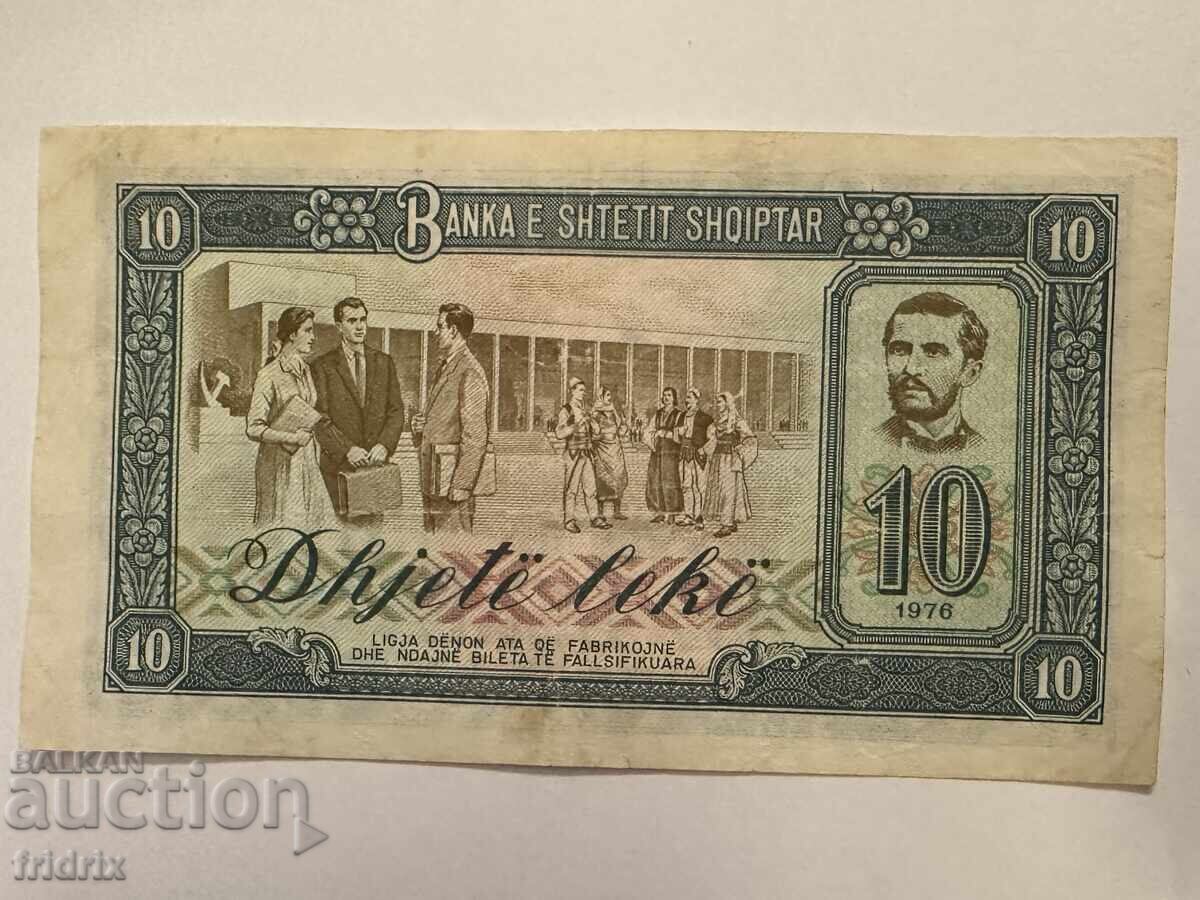 10 BANKA E SHTETIT SHQIPTAR 10
10
1976
Dhjetë lekë
LIGJA DËNON ATA QË FABRIKOJNË
DHE NDAJNË BILETA TË FALLSIFIKUARA
10 10
BALKAN
auction
fridrix